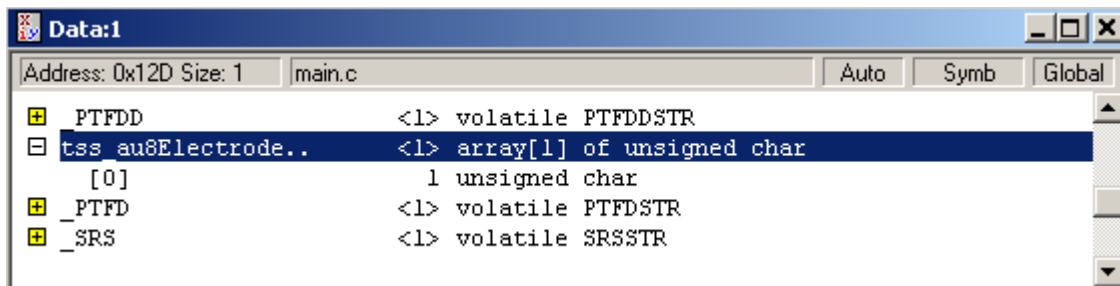 Data:1
Address: 0x12D Size: 1 main.c Auto Symb Global
_PTFDD <1> volatile PTFDDSTR
tss_au8Electrode.. <1> array[1] of unsigned char
[0] 1 unsigned char
_PTFD <1> volatile PTFDSTR
_SRS <1> volatile SRSSTR